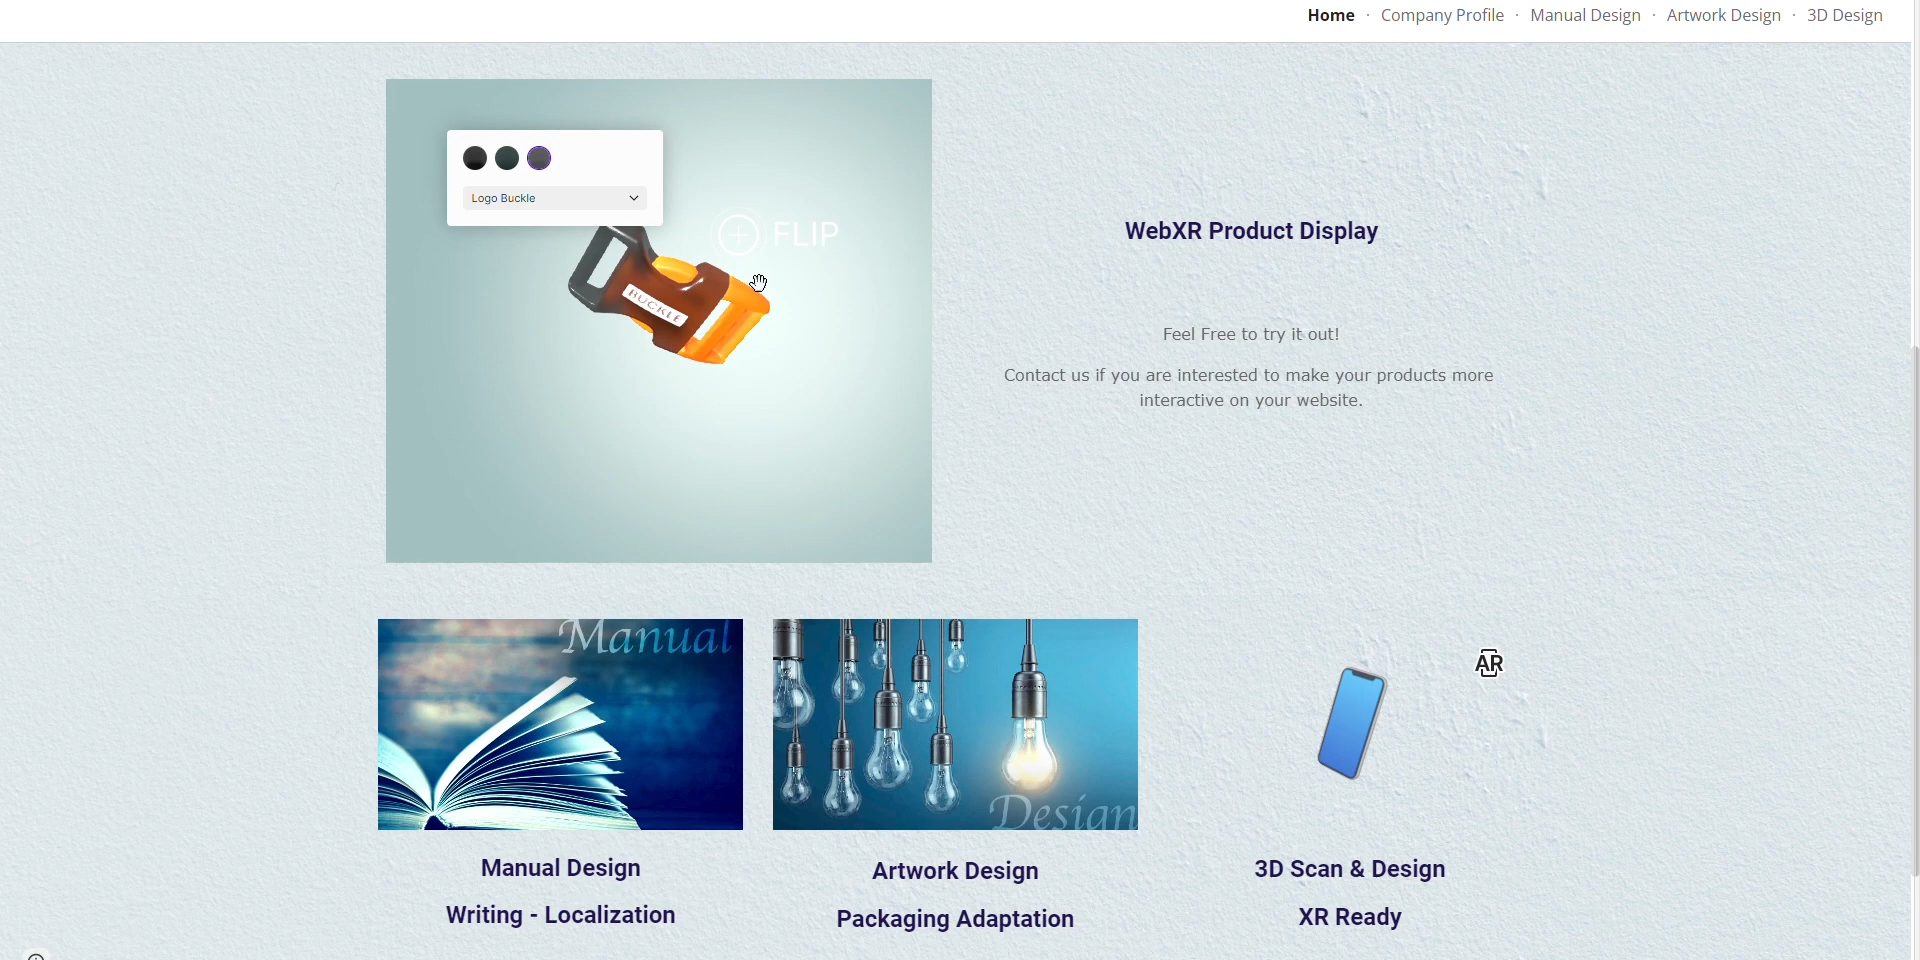 Home · Company Profile · Manual Design · Artwork Design · 3D Design
Logo Buckle
FLIP
BUCKLE
WebXR Product Display
Feel Free to try it out!
Contact us if you are interested to make your products more
interactive on your website.
Manual
Design
AR
Manual Design
Writing - Localization
Artwork Design
Packaging Adaptation
3D Scan & Design
XR Ready